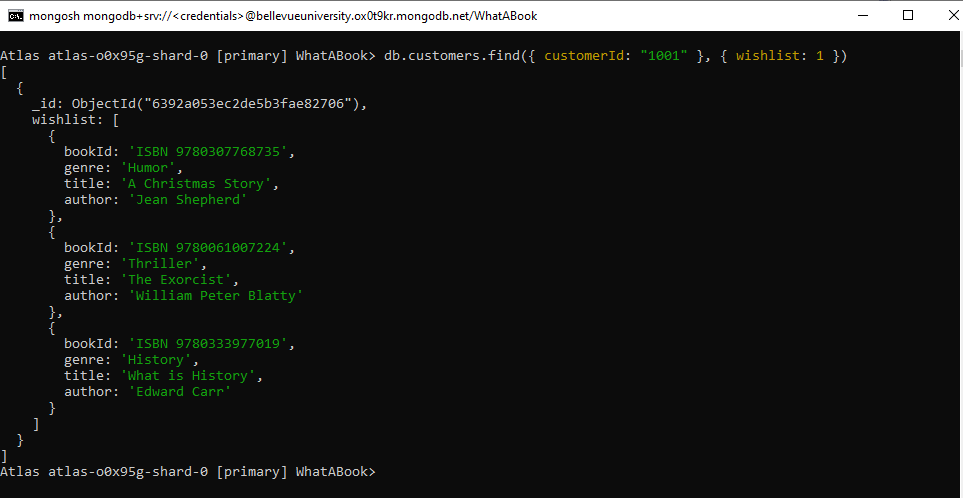 mongosh mongodb+srv://<credentials>@bellevueuniversity.ox0t9kr.mongodb.net/WhatABook
Atlas atlas-o0x95g-shard-0 [primary] WhatABook> db.customers.find({ customerId: "1001" }, { wishlist: 1 })
[
  {
    _id: ObjectId("6392a053ec2de5b3fae82706"),
    wishlist: [
      {
        bookId: 'ISBN 9780307768735',
        genre: 'Humor',
        title: 'A Christmas Story',
        author: 'Jean Shepherd'
      },
      {
        bookId: 'ISBN 9780061007224',
        genre: 'Thriller',
        title: 'The Exorcist',
        author: 'William Peter Blatty'
      },
      {
        bookId: 'ISBN 9780333977019',
        genre: 'History',
        title: 'What is History',
        author: 'Edward Carr'
      }
    ]
  }
]
Atlas atlas-o0x95g-shard-0 [primary] WhatABook>